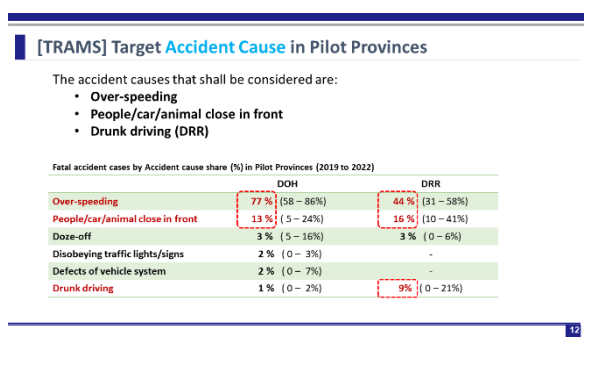 [TRAMS] Target Accident Cause in Pilot Provinces
The accident causes that shall be considered are:
• Over-speeding
• People/car/animal close in front
• Drunk driving (DRR)
Fatal accident cases by Accident cause share (%) in Pilot Provinces (2019 to 2022)
DOH DRR
Over-speeding 77 % (58 – 86%) 44 % (31 – 58%)
People/car/animal close in front 13 % ( 5 – 24%) 16 % (10 – 41%)
Doze-off 3 % ( 5 – 16%) 3 % ( 0 – 6%)
Disobeying traffic lights/signs 2 % ( 0 – 3%) -
Defects of vehicle system 2 % ( 0 – 7%) -
Drunk driving 1 % ( 0 – 2%) 9% ( 0 – 21%)
12